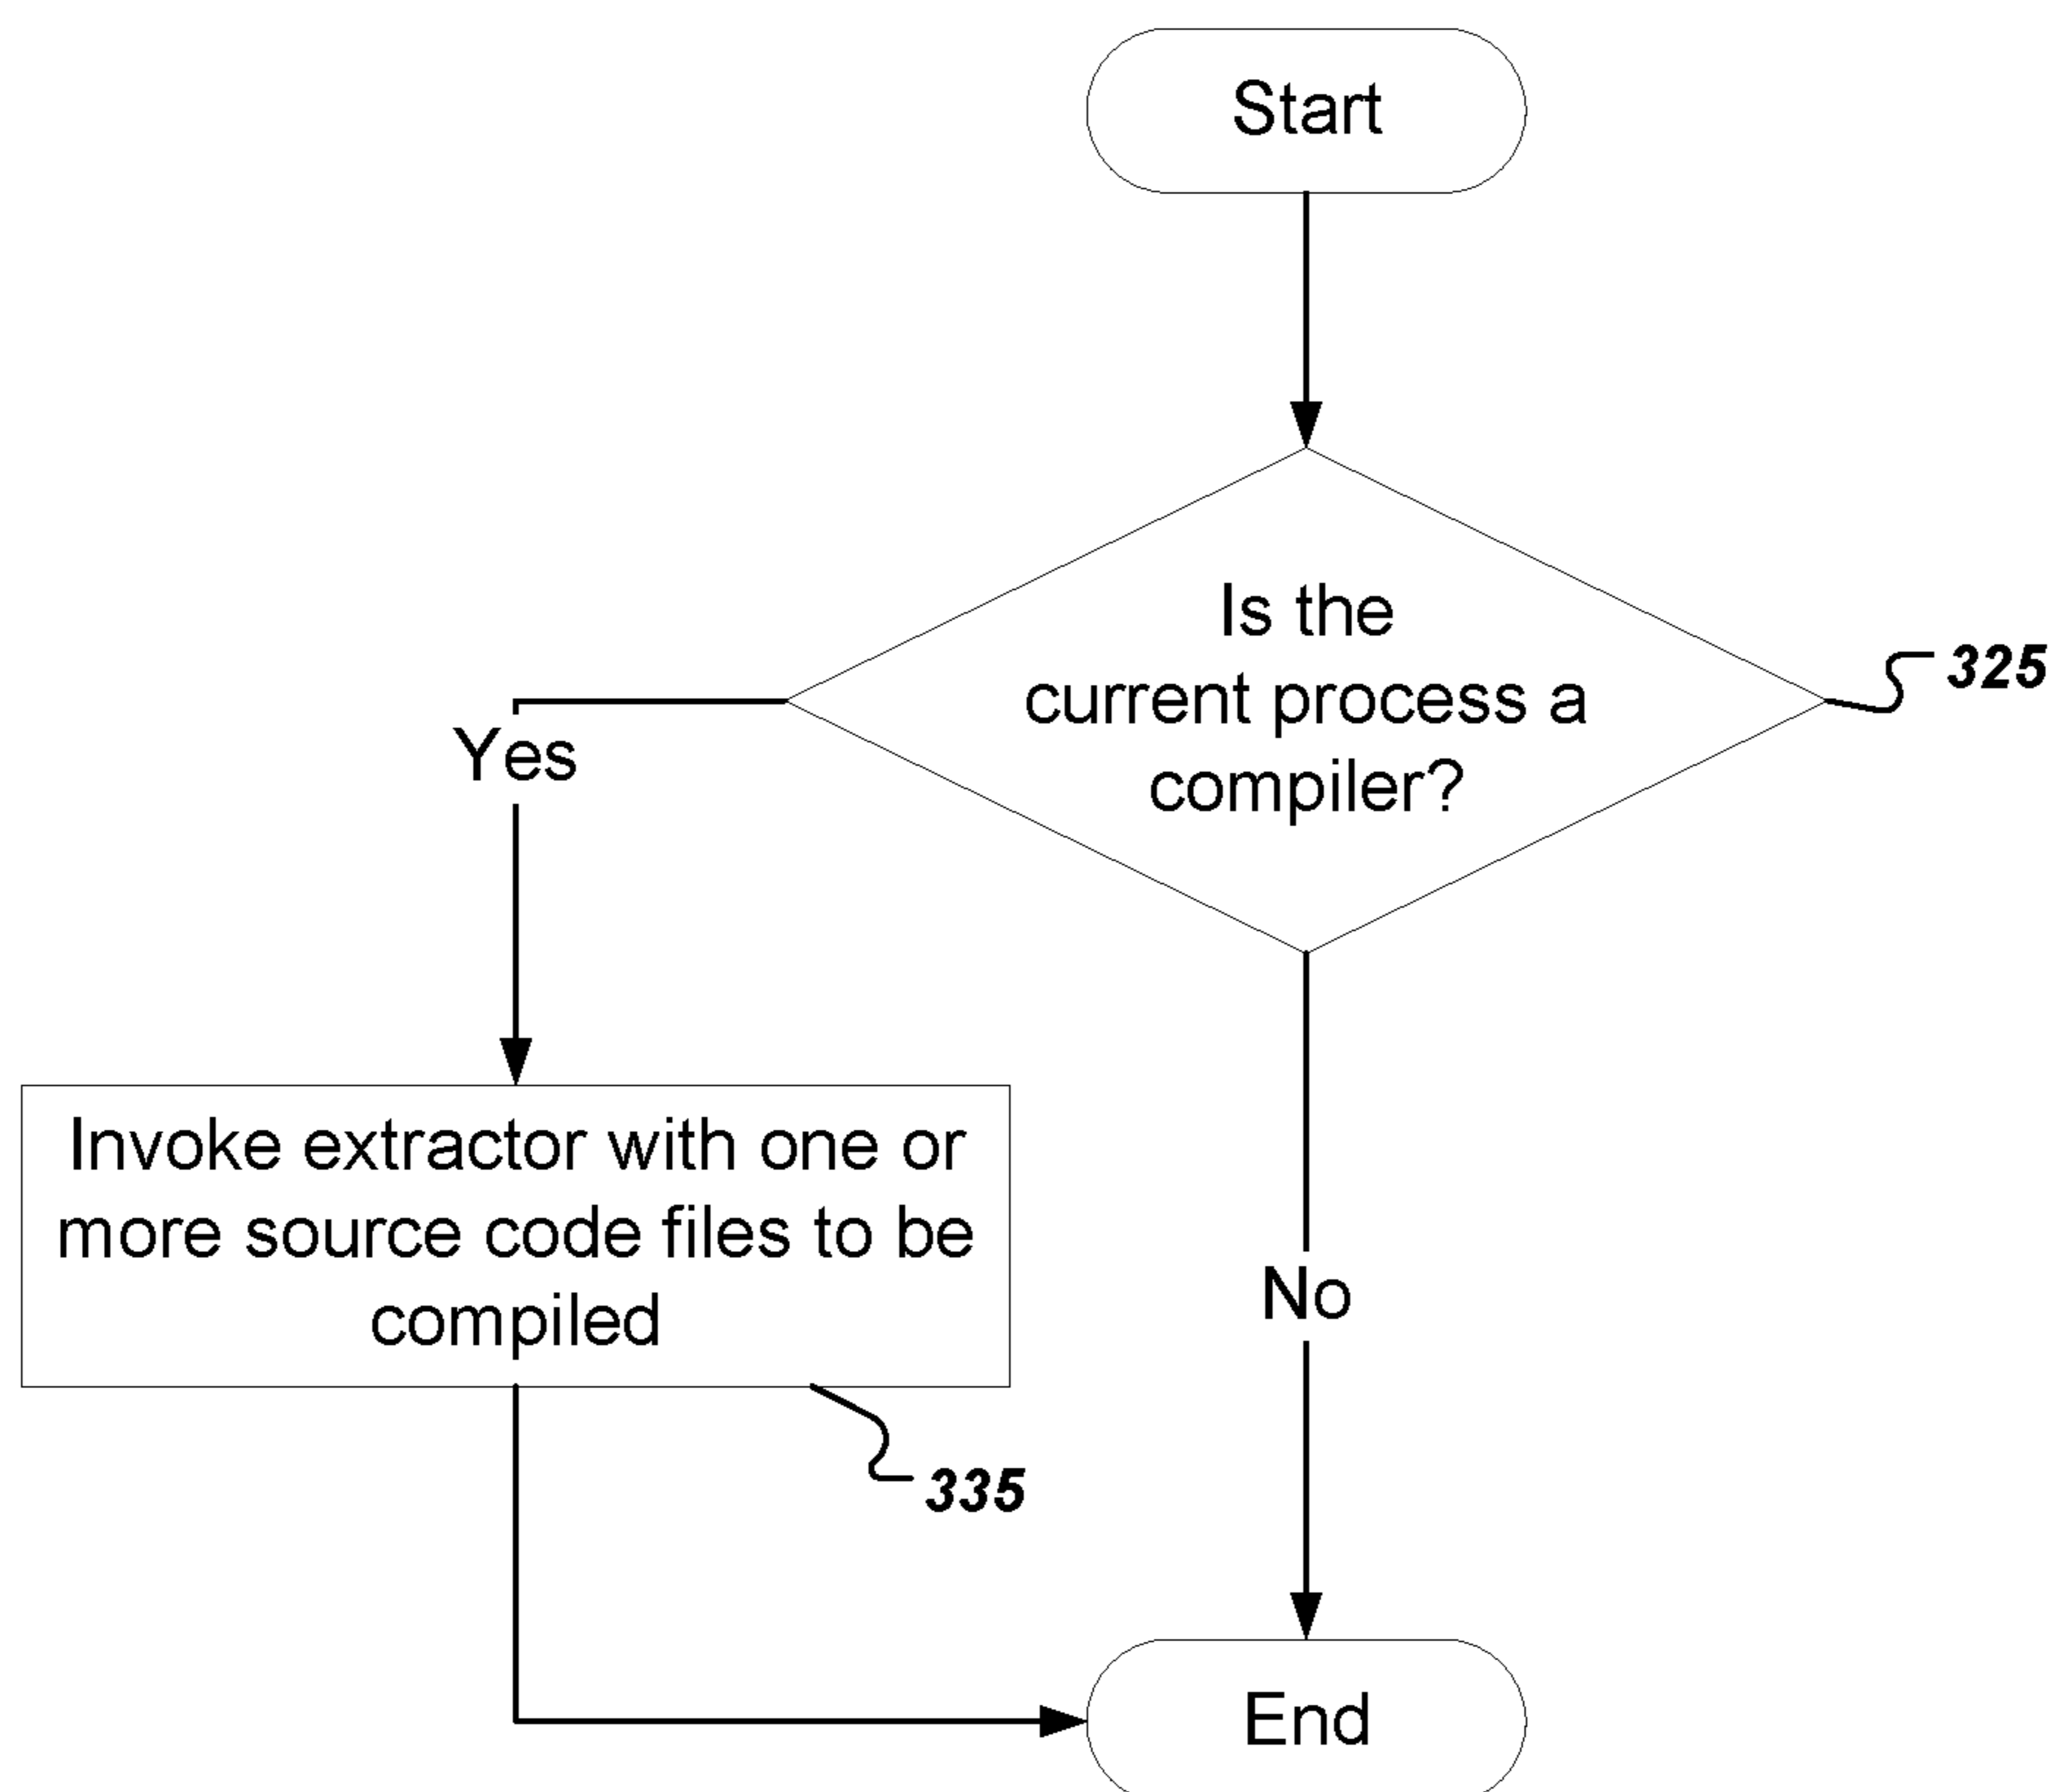 Start
Is the
current process a
compiler?
325
Yes
Invoke extractor with one or
more source code files to be
compiled
335
No
End